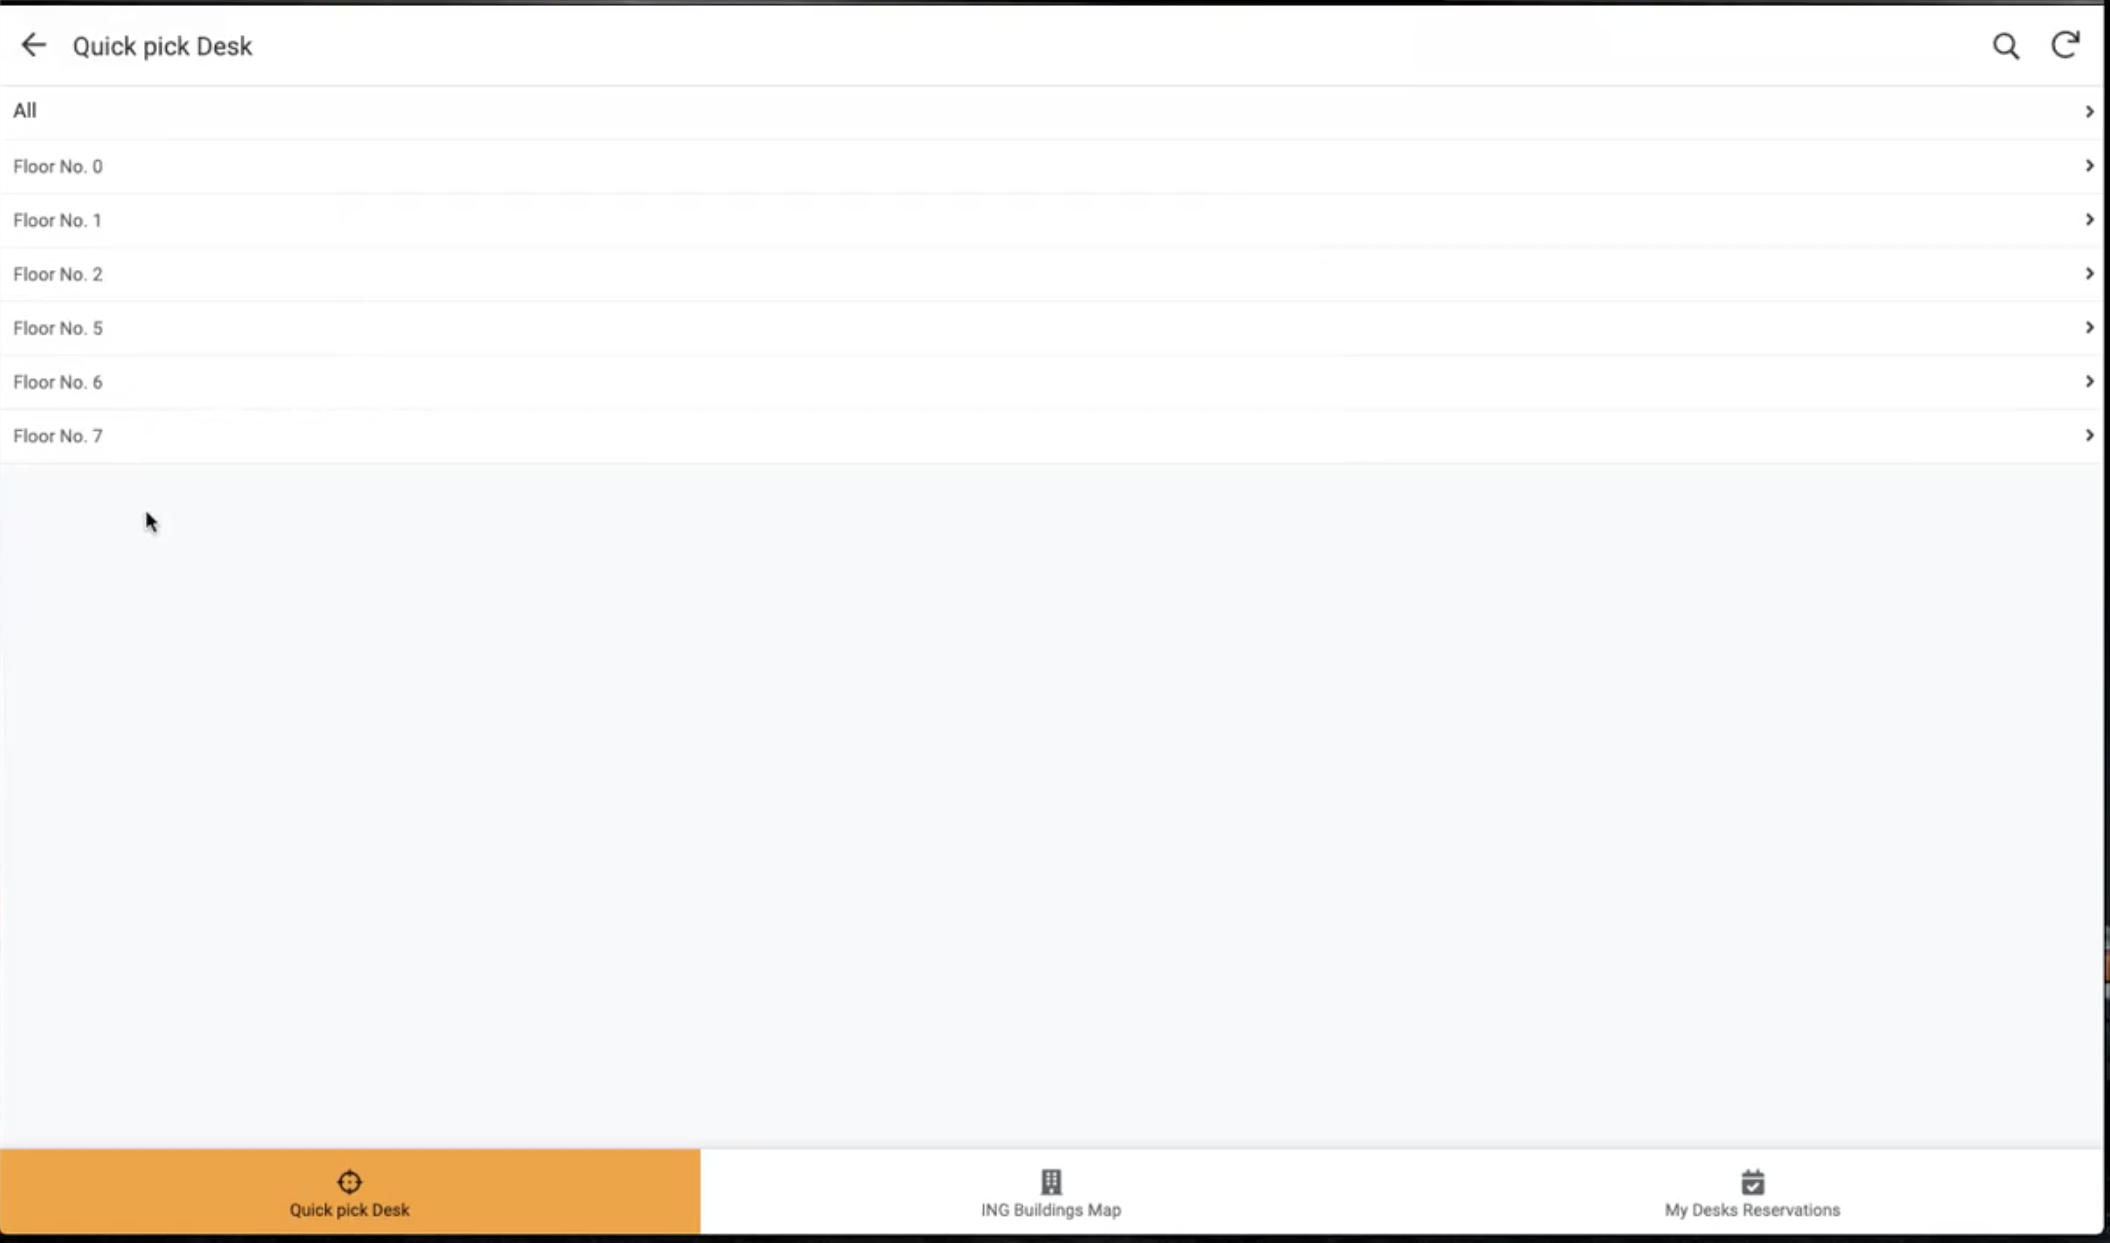 Quick pick Desk
All
Floor No. 0
Floor No. 1
Floor No. 2
Floor No. 5
Floor No. 6
Floor No. 7
Quick pick Desk
ING Buildings Map
My Desks Reservations